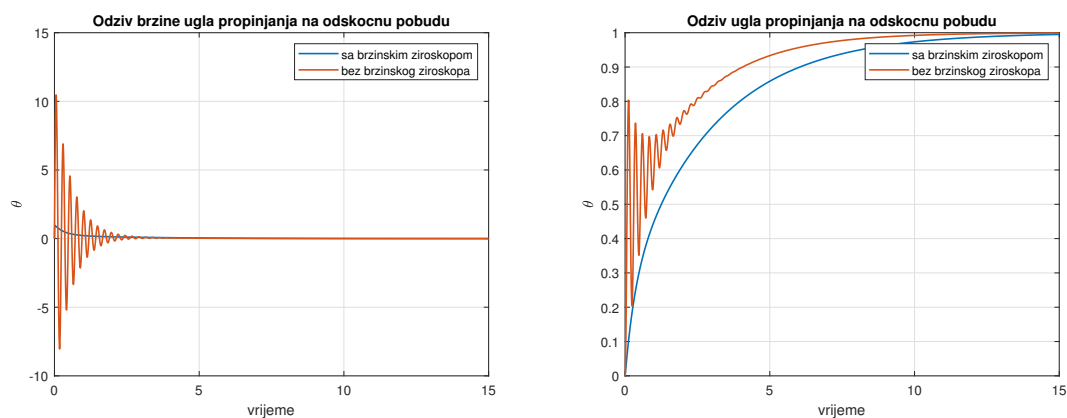 Odziv brzine ugla propinjanja na odskocnu pobudu
15
10
5
0
-5
-10
θ
sa brzinskim ziroskopom
bez brzinskog ziroskopa
0
5
10
15
vrijeme
Odziv ugla propinjanja na odskocnu pobudu
1
0.9
0.8
0.7
0.6
0.5
0.4
0.3
0.2
0.1
0
θ
sa brzinskim ziroskopom
bez brzinskog ziroskopa
0
5
10
15
vrijeme